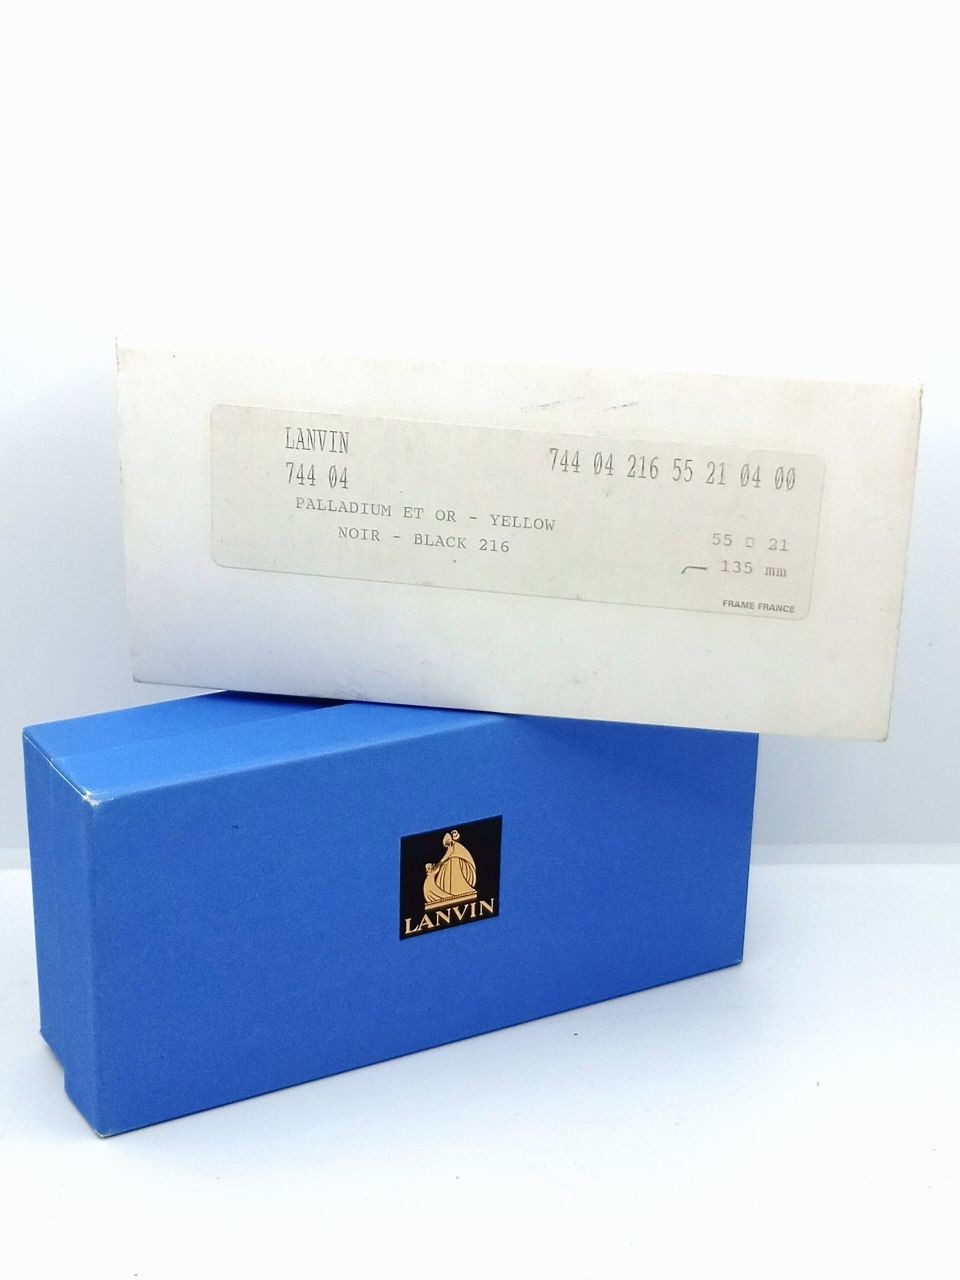 LANVIN
744 04
744 04 216 55 21 04 00
PALLADIUM ET OR - YELLOW
NOIR - BLACK 216
55 □ 21
135 mm
FRAME FRANCE
LANVIN